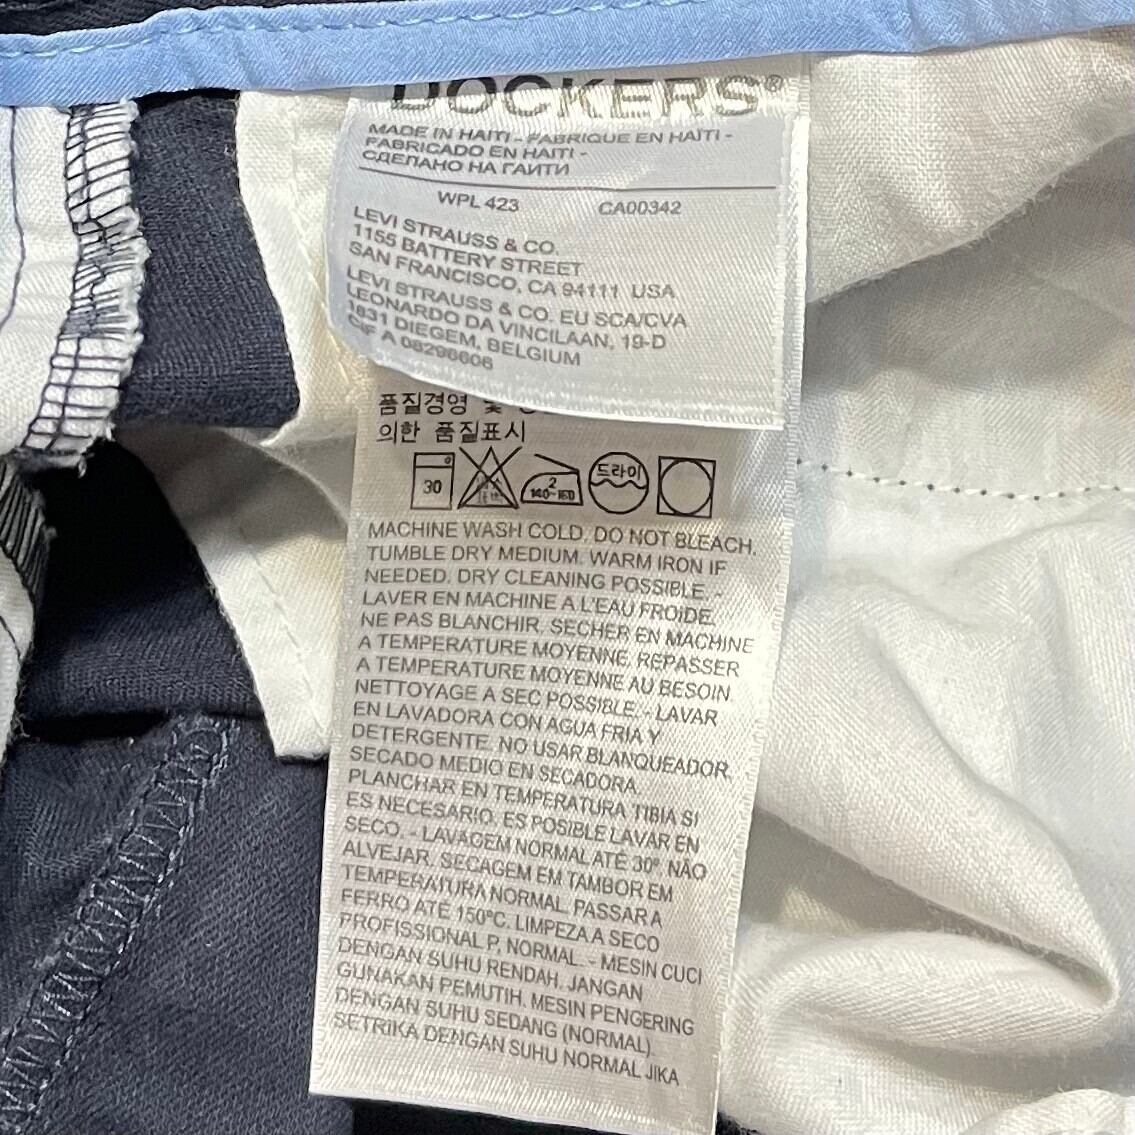 DOCKERS®
MADE IN HAITI - FABRIQUE EN HAÏTI -
FABRICADO EN HAITI -
СДЕЛАНО НА ГАИТИ
WPL 423 CA00342
LEVI STRAUSS & CO.
1155 BATTERY STREET
SAN FRANCISCO, CA 94111 USA
LEVI STRAUSS & CO. EU SCA/CVA
LEONARDO DA VINCILAAN, 19-D
1831 DIEGEM, BELGIUM
CIF A 08296606
품질경영 및
의한 품질표시
30 2 140~160 드라이
MACHINE WASH COLD. DO NOT BLEACH.
TUMBLE DRY MEDIUM. WARM IRON IF
NEEDED. DRY CLEANING POSSIBLE. -
LAVER EN MACHINE A L'EAU FROIDE.
NE PAS BLANCHIR. SECHER EN MACHINE
A TEMPERATURE MOYENNE. REPASSER
A TEMPERATURE MOYENNE AU BESOIN.
NETTOYAGE A SEC POSSIBLE. - LAVAR
EN LAVADORA CON AGUA FRIA Y
DETERGENTE. NO USAR BLANQUEADOR.
SECADO MEDIO EN SECADORA.
PLANCHAR EN TEMPERATURA TIBIA SI
ES NECESARIO. ES POSIBLE LAVAR EN
SECO. - LAVAGEM NORMAL ATÉ 30º. NÃO
ALVEJAR. SECAGEM EM TAMBOR EM
TEMPERATURA NORMAL. PASSAR A
FERRO ATÉ 150ºC. LIMPEZA A SECO
PROFISSIONAL P, NORMAL. - MESIN CUCI
DENGAN SUHU RENDAH. JANGAN
GUNAKAN PEMUTIH. MESIN PENGERING
DENGAN SUHU SEDANG (NORMAL).
SETRIKA DENGAN SUHU NORMAL JIKA